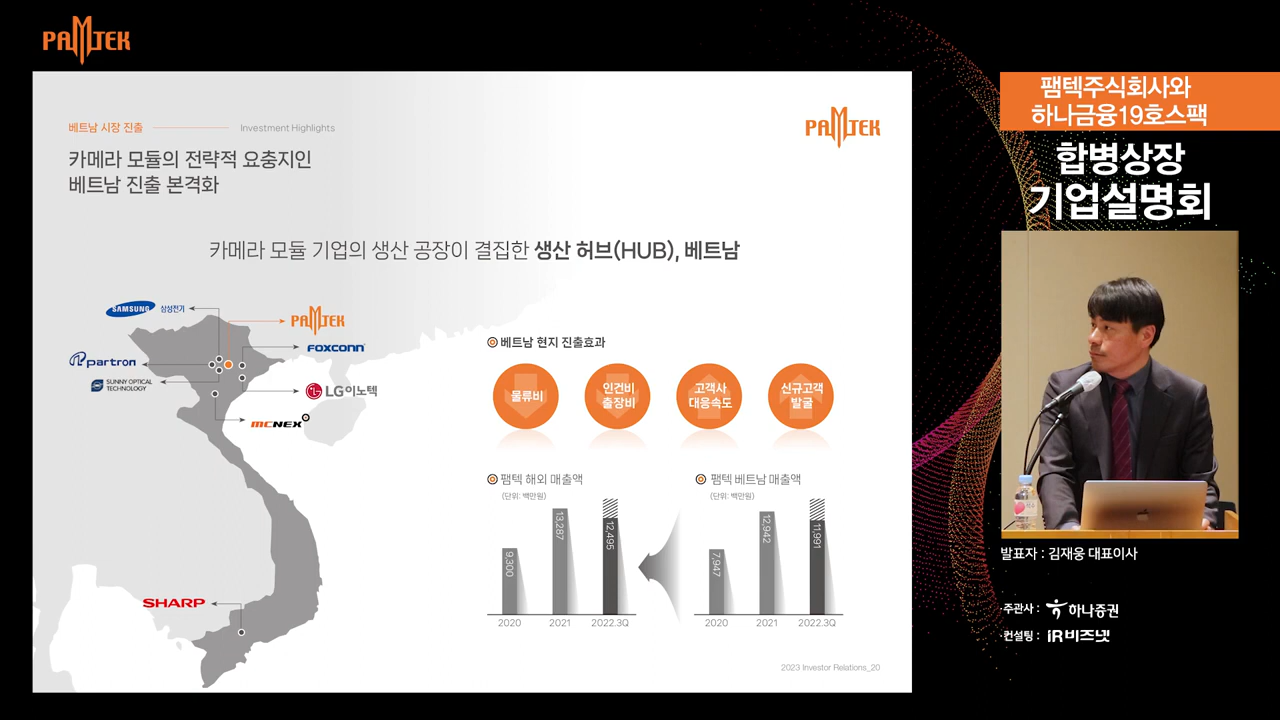 PAMTEK
베트남 시장 진출
Investment Highlights
카메라 모듈의 전략적 요충지인
베트남 진출 본격화
PAMTEK
카메라 모듈 기업의 생산 공장이 결집한 생산 허브(HUB), 베트남
SAMSUNG 삼성전기
PAMTEK
partron
FOXCONN
SUNNY OPTICAL
TECHNOLOGY
LG이노텍
MCNEX
SHARP
베트남 현지 진출효과
물류비
인건비
출장비
고객사
대응속도
신규고객
발굴
팸텍 해외 매출액
(단위: 백만원)
9,300
13,287
12,495
2020
2021
2022.3Q
팸텍 베트남 매출액
(단위: 백만원)
7,947
12,942
11,991
2020
2021
2022.3Q
2023 Investor Relations_20
팸텍주식회사와
하나금융19호스팩
합병상장
기업설명회
발표자 : 김재웅 대표이사
주관사 : 하나증권
컨설팅 : iR비즈넷